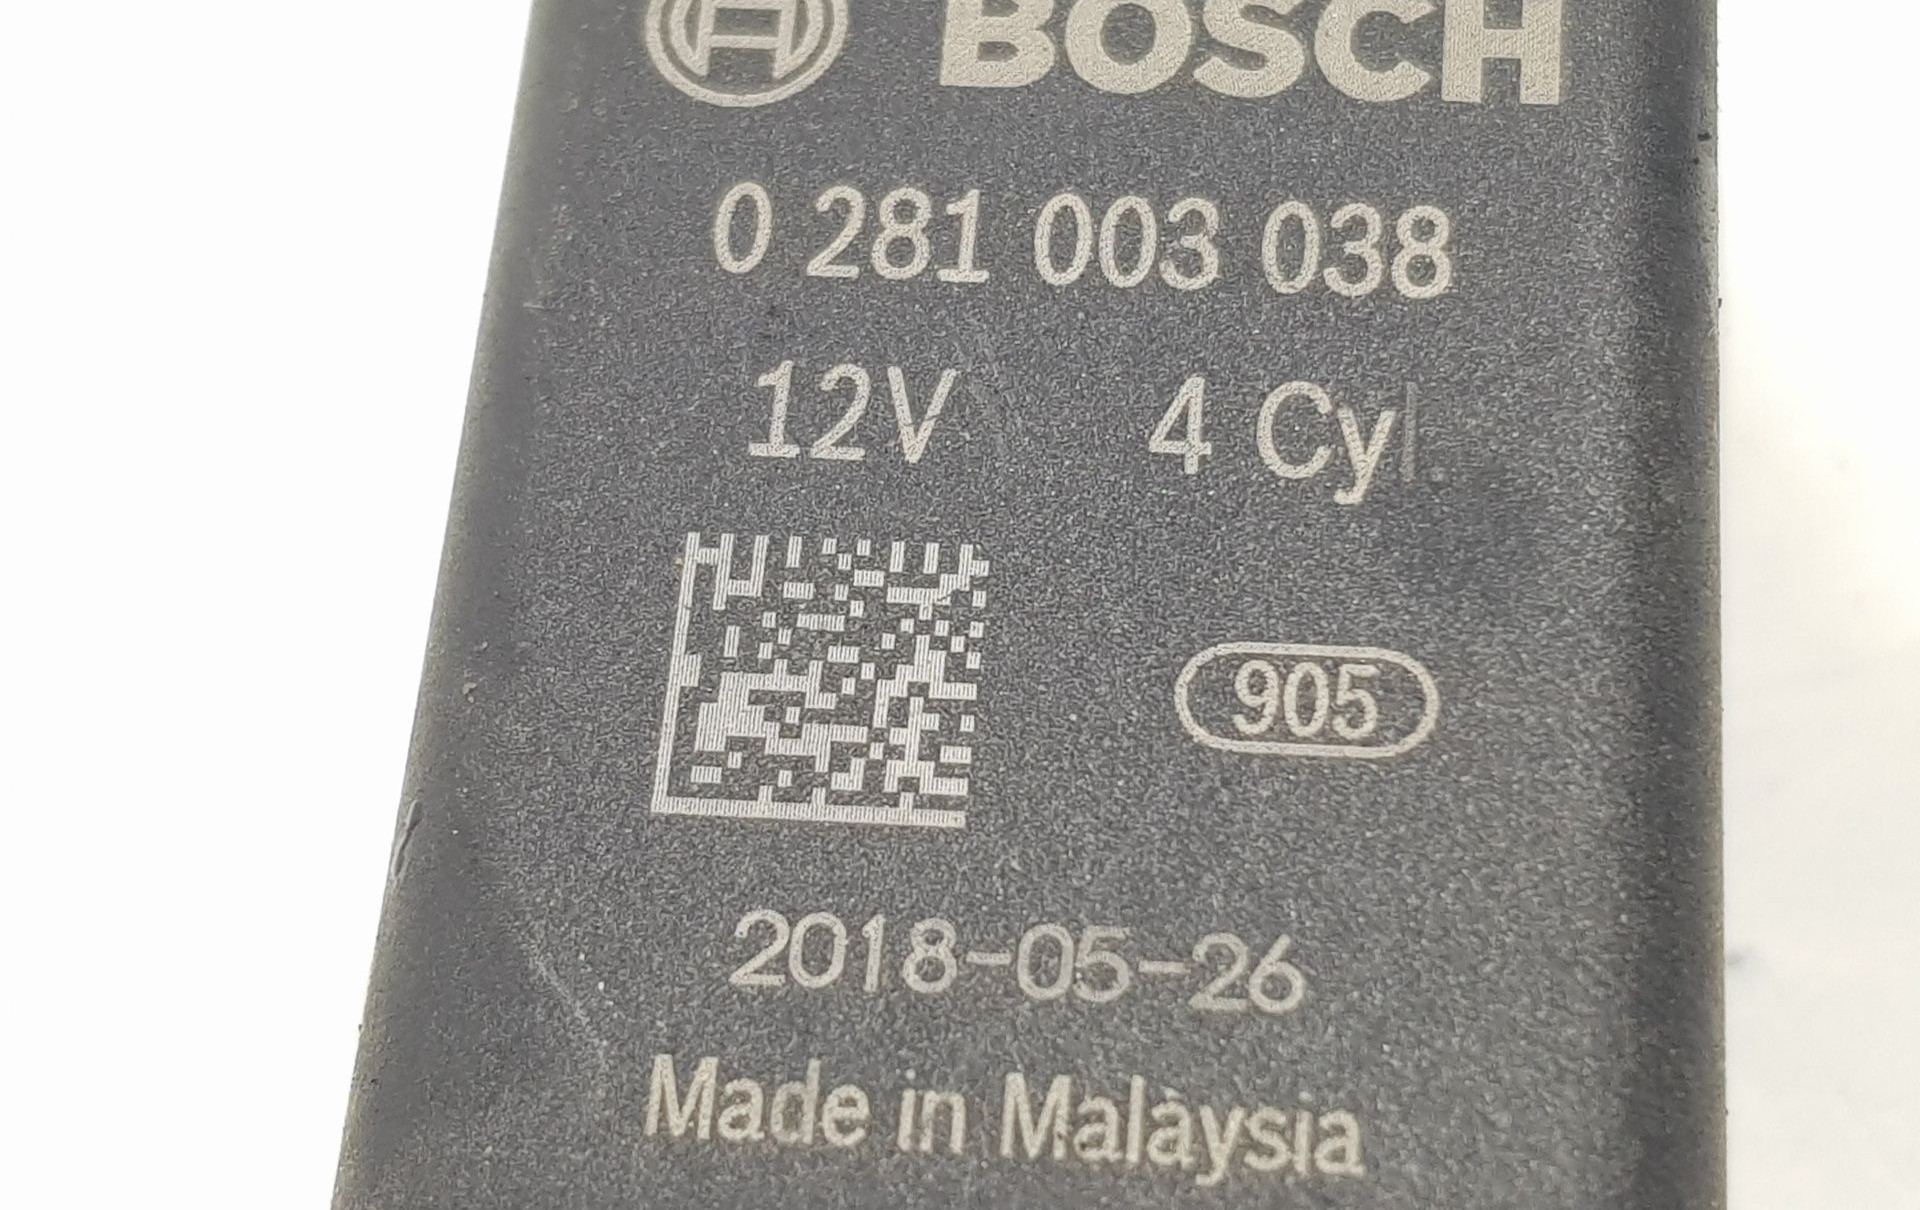 BOSCH
0 281 003 038
12V 4 Cyl
905
2018-05-26
Made in Malaysia